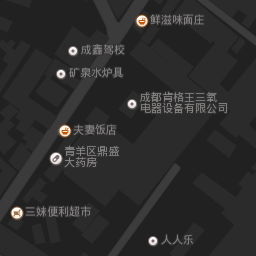 鲜滋味面庄
成鑫驾校
矿泉水炉具
成都肯格王三氧
电器设备有限公司
夫妻饭店
青羊区鼎盛
大药房
三妹便利超市
人人乐